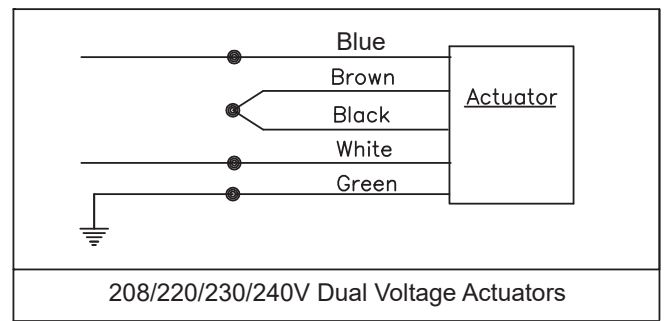 Blue
Brown
Actuator
Black
White
Green
208/220/230/240V Dual Voltage Actuators